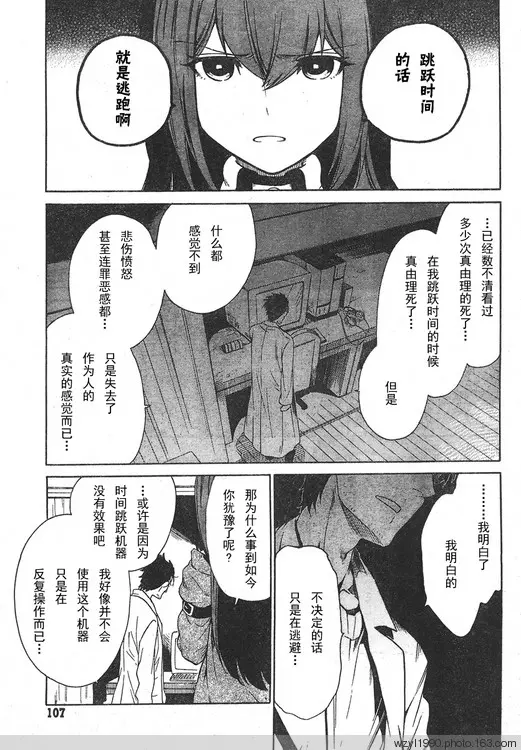 跳跃时间
的话
就是逃跑啊
…已经数不清看过
多少次真由理的死了…
在我跳跃时间的时候
真由理死了…
但是
什么都
感觉不到
悲伤愤怒
甚至连罪恶感都…
只是失去了
作为人的
真实的感觉而已…
………我明白了
我明白的
不决定的话
只是在逃避…
那为什么事到如今
你犹豫了呢?
…或许是因为
时间跳跃机器
没有效果吧
我好像并不会
使用这个机器
只是在
反复操作而已…
107
www.wzyl1990.photo.163.com